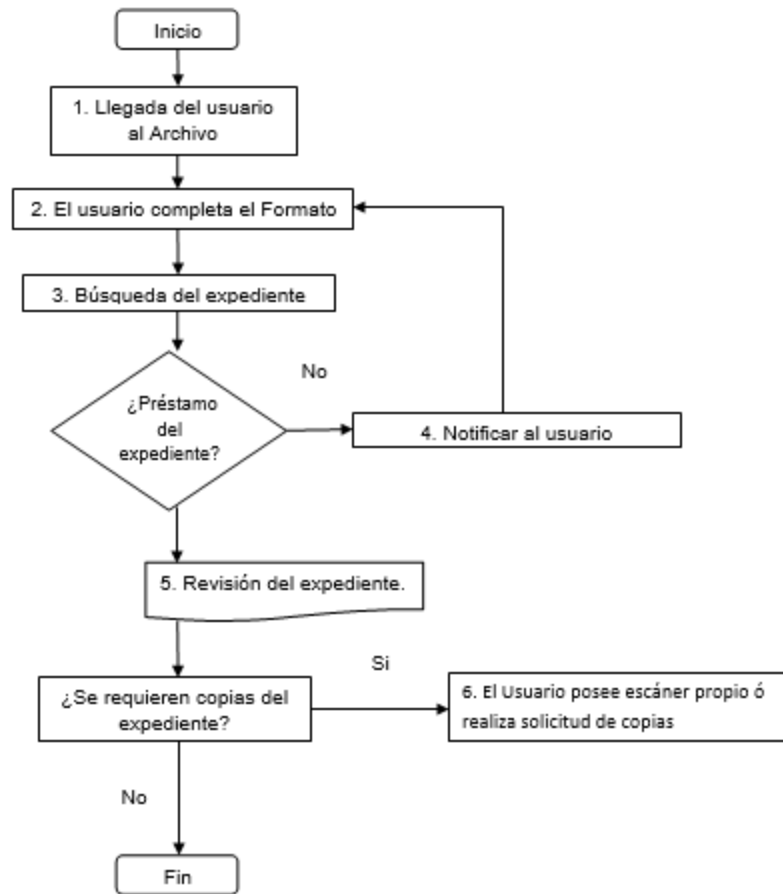 Inicio
1. Llegada del usuario
al Archivo
2. El usuario completa el Formato
3. Búsqueda del expediente
¿Préstamo
del
expediente?
No
4. Notificar al usuario
5. Revisión del expediente.
¿Se requieren copias del
expediente?
Si
6. El Usuario posee escáner propio ó
realiza solicitud de copias
No
Fin